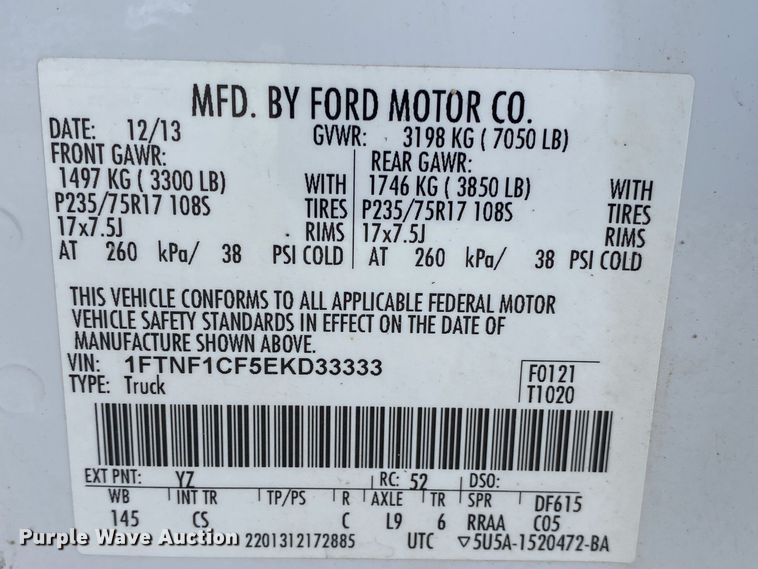 MFD. BY FORD MOTOR CO.
DATE: 12/13 GVWR: 3198 KG ( 7050 LB)
FRONT GAWR: REAR GAWR:
1497 KG ( 3300 LB) WITH 1746 KG ( 3850 LB) WITH
P235/75R17 108S TIRES P235/75R17 108S TIRES
17x7.5J RIMS 17x7.5J RIMS
AT 260 kPa/ 38 PSI COLD AT 260 kPa/ 38 PSI COLD
THIS VEHICLE CONFORMS TO ALL APPLICABLE FEDERAL MOTOR
VEHICLE SAFETY STANDARDS IN EFFECT ON THE DATE OF
MANUFACTURE SHOWN ABOVE.
VIN: 1FTNF1CF5EKD33333 F0121
TYPE: Truck T1020
EXT PNT: YZ RC: 52 DSO:
WB INT TR TP/PS R AXLE TR SPR DF615
145 CS C L9 6 RRAA C05
Purple Wave Auction
2201312172885 UTC ▽5U5A-1520472-BA